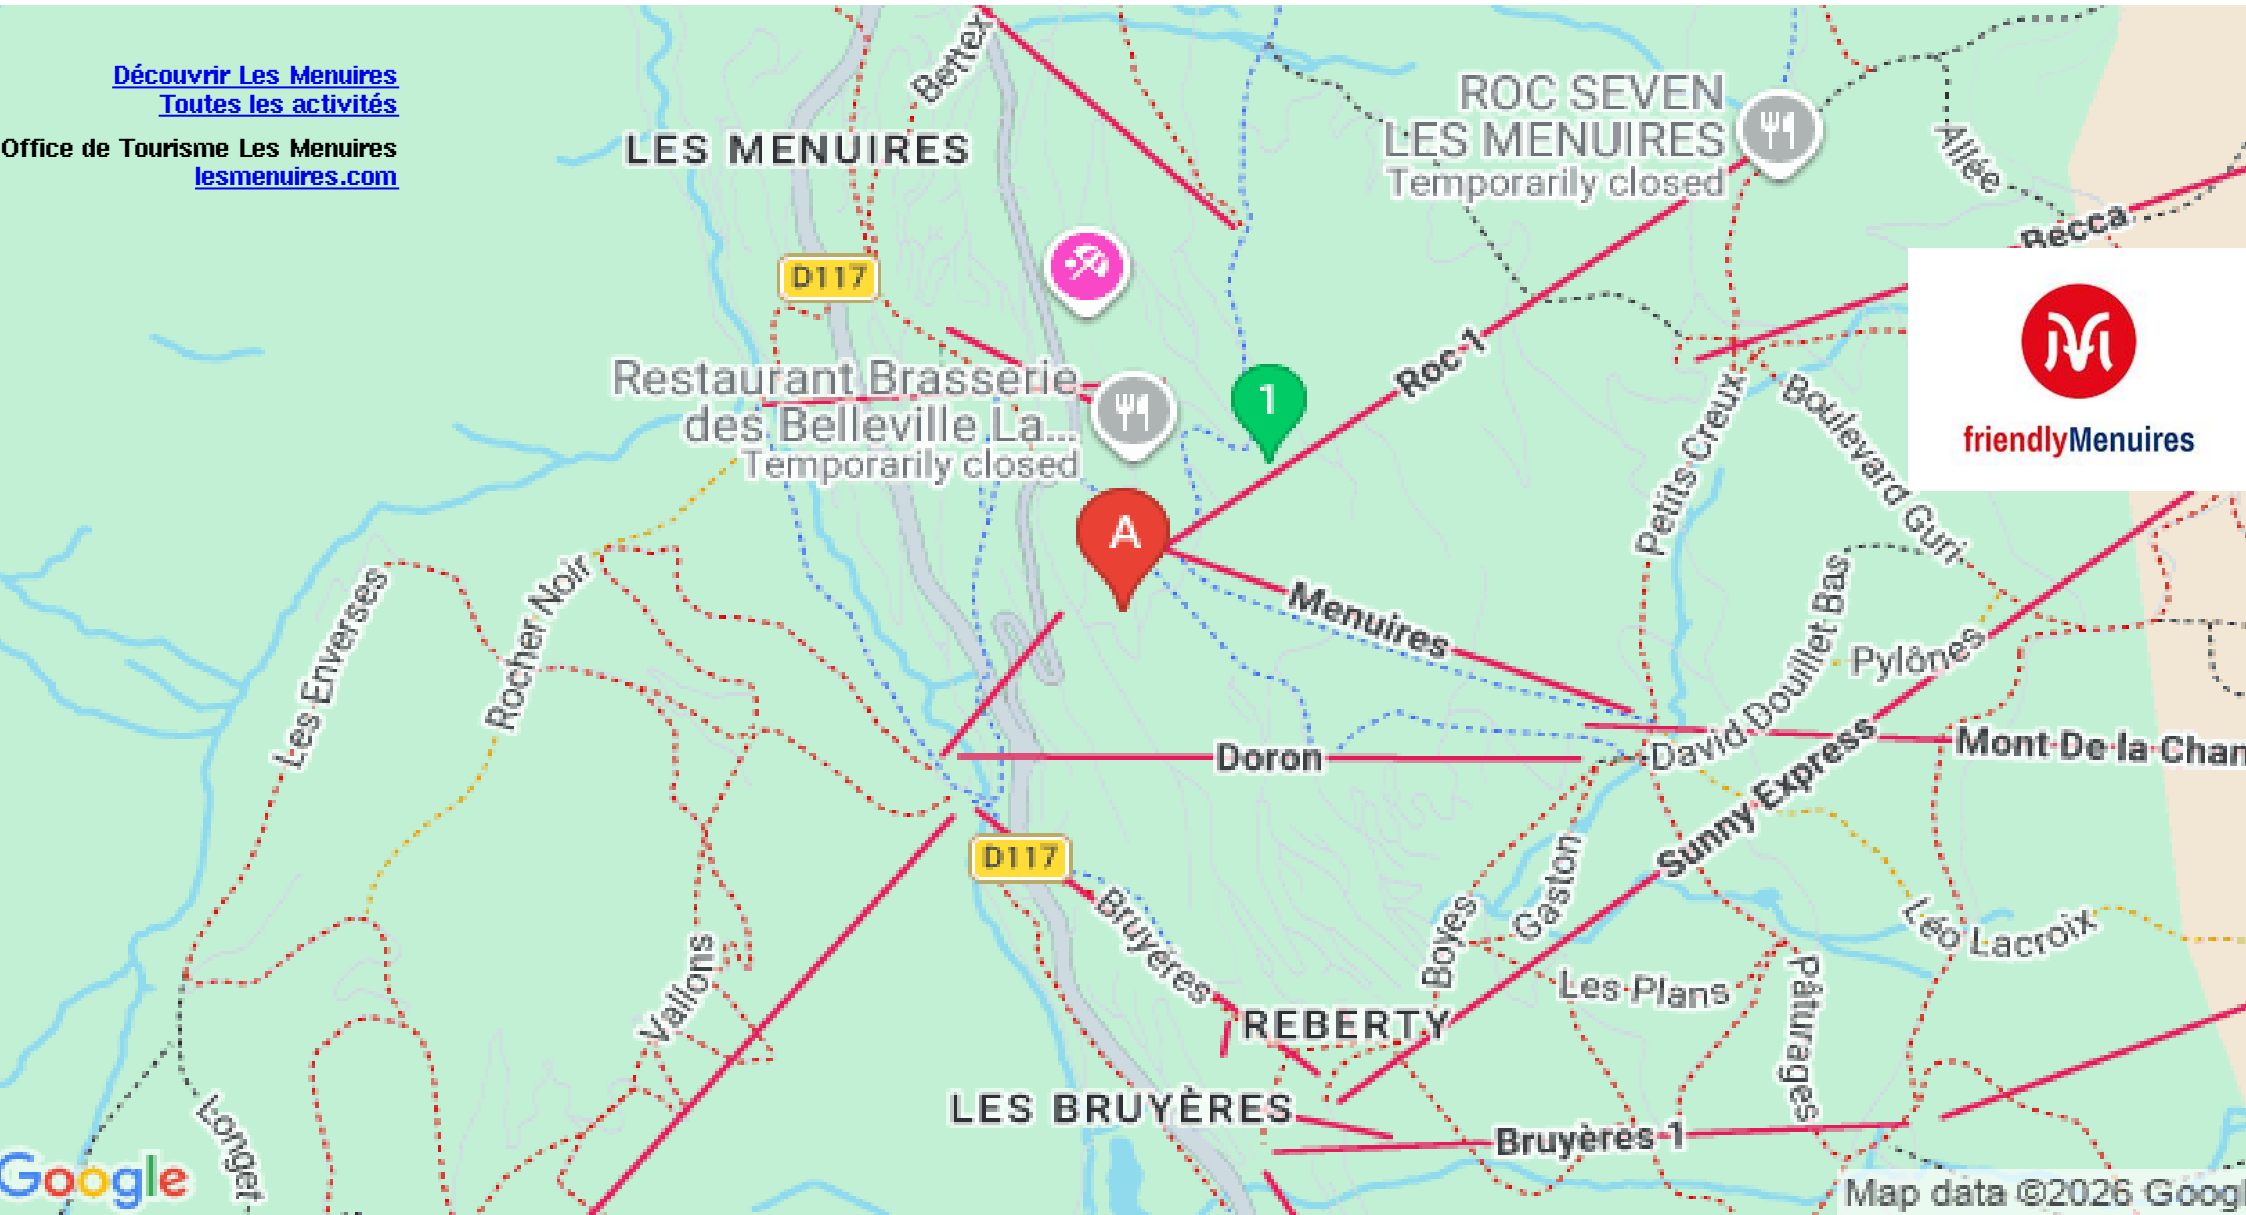 Découvrir Les Menuires
Toutes les activités
Office de Tourisme Les Menuires
lesmenuires.com
Bettex
LES MENUIRES
ROC SEVEN
LES MENUIRES
Temporarily closed
Allée
Becca
D117
friendlyMenuires
Roc 1
Restaurant Brasserie
des Belleville La...
Temporarily closed
1
A
Petits Creux
Boulevard Guri
Les Enverses
Rocher Noir
Menuires
David Douillet Bas
Pylônes
Doron
Mont De la Cham
Sunny Express
D117
Bruyères
Boyes
Gaston
Léo Lacroix
Vallons
Les Plans
Pâturages
REBERTY
LES BRUYÈRES
Bruyères 1
Longet
Google
Map data ©2026 Googl